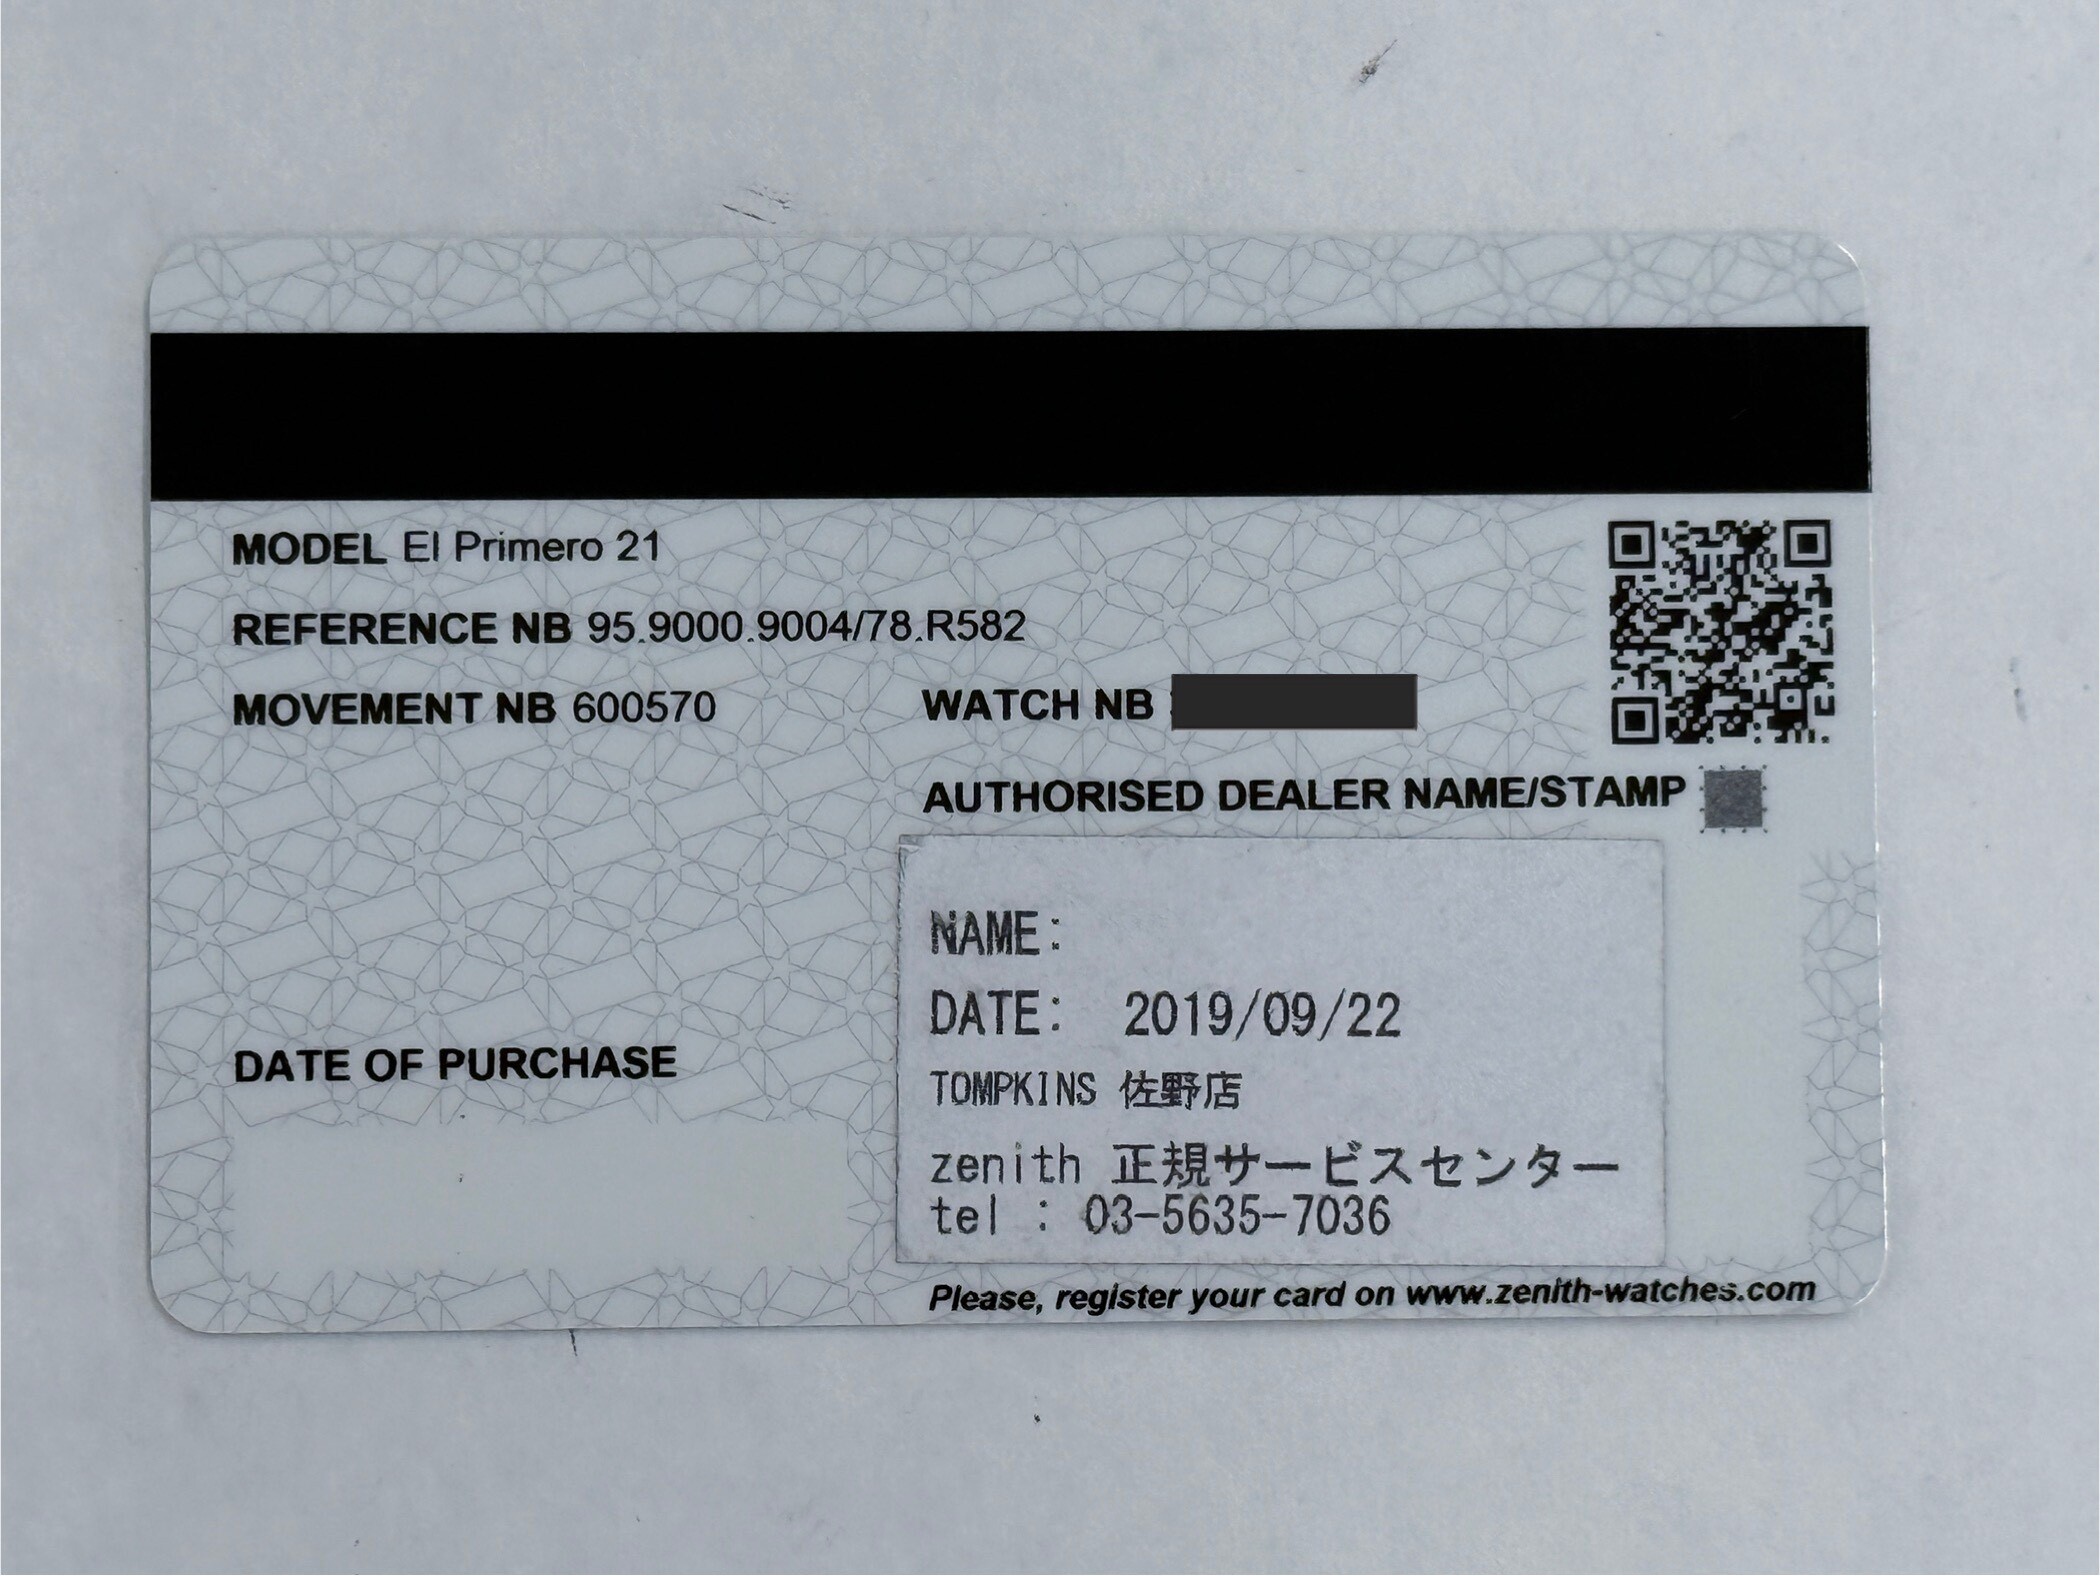 MODEL El Primero 21
REFERENCE NB 95.9000.9004/78.R582
MOVEMENT NB 600570
WATCH NB
AUTHORISED DEALER NAME/STAMP
NAME:
DATE: 2019/09/22
TOMPKINS 佐野店
zenith 正規サービスセンター
tel : 03-5635-7036
DATE OF PURCHASE
Please, register your card on www.zenith-watches.com